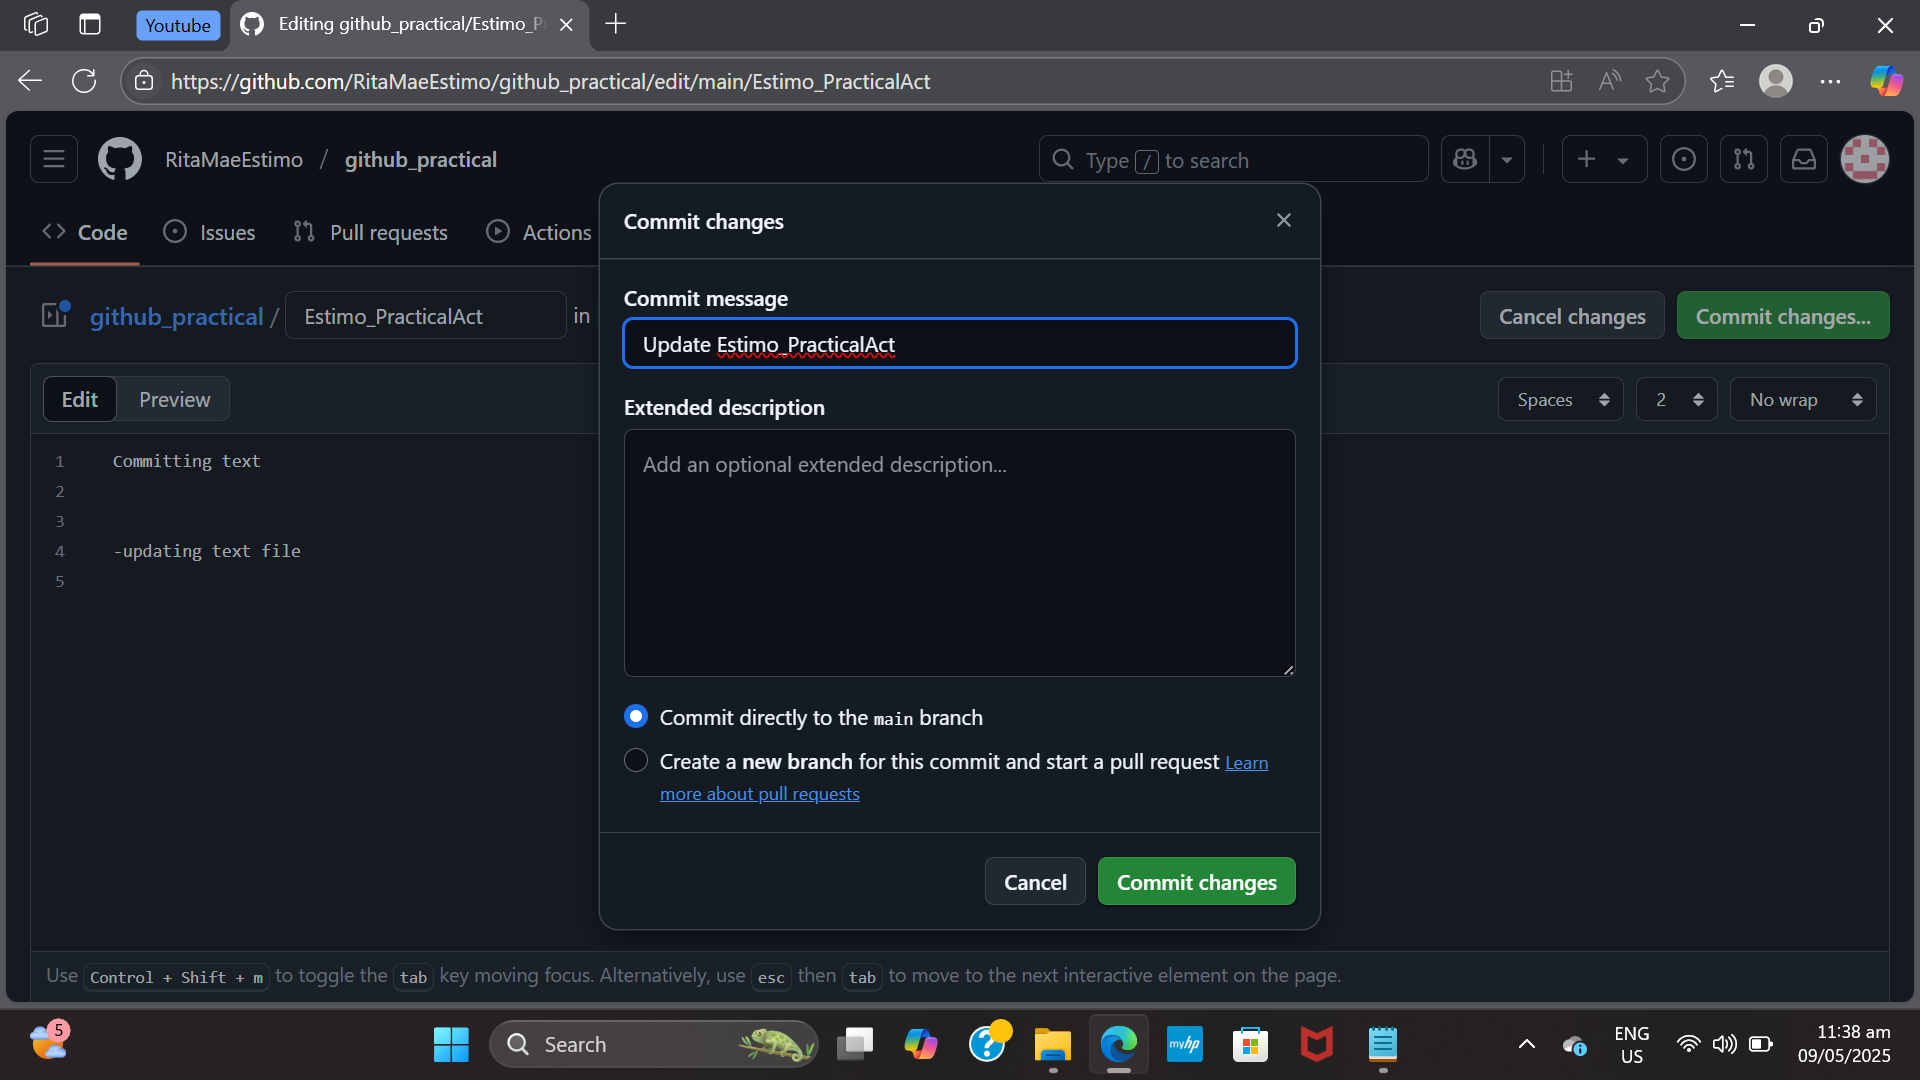 Youtube
Editing github_practical/Estimo_P
https://github.com/RitaMaeEstimo/github_practical/edit/main/Estimo_PracticalAct
RitaMaeEstimo / github_practical
Type / to search
Code
Issues
Pull requests
Actions
github_practical / Estimo_PracticalAct in
Cancel changes
Commit changes...
Edit
Preview
Spaces
2
No wrap
1 Committing text
2
3
4 -updating text file
5
Commit changes
Commit message
Update Estimo_PracticalAct
Extended description
Add an optional extended description...
Commit directly to the main branch
Create a new branch for this commit and start a pull request Learn
more about pull requests
Cancel
Commit changes
Use Control + Shift + m to toggle the tab key moving focus. Alternatively, use esc then tab to move to the next interactive element on the page.
5
Search
myhp
ENG
US
11:38 am
09/05/2025